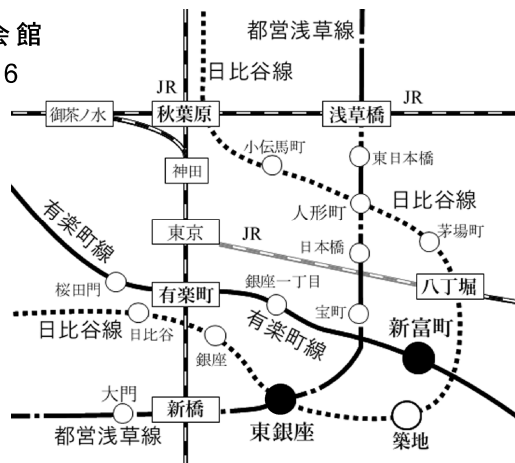 会館
6
都営浅草線
日比谷線
JR
JR
御茶ノ水
秋葉原
浅草橋
小伝馬町
東日本橋
神田
人形町
日比谷線
有楽町線
東京
JR
日本橋
茅場町
桜田門
有楽町
銀座一丁目
八丁堀
宝町
新富町
日比谷線
日比谷
有楽町線
銀座
大門
新橋
都営浅草線
東銀座
築地